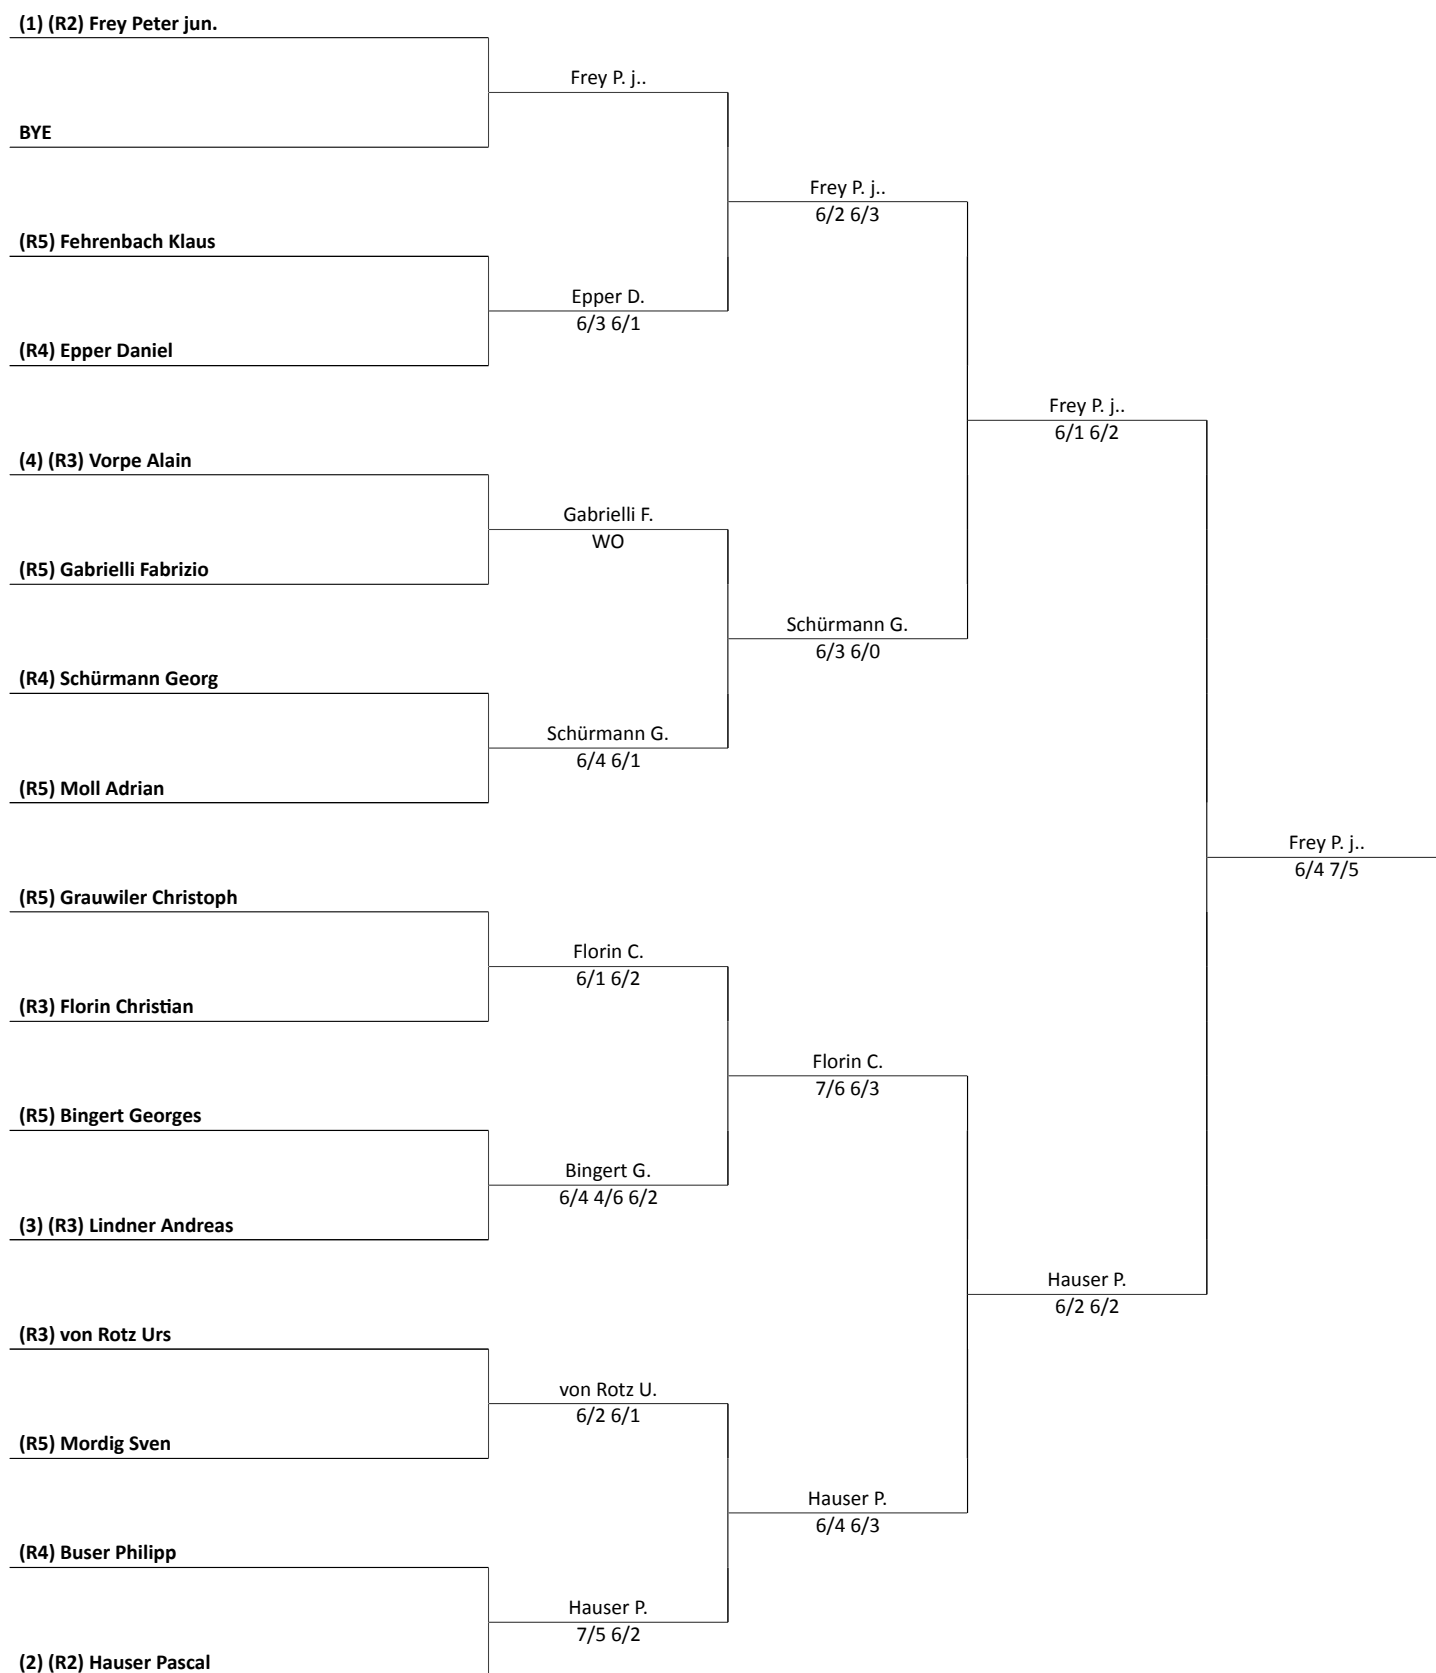 (1) (R2) Frey Peter jun.
Frey P. j..
BYE
Frey P. j..
6/2 6/3
(R5) Fehrenbach Klaus
Epper D.
6/3 6/1
(R4) Epper Daniel
Frey P. j..
6/1 6/2
(4) (R3) Vorpe Alain
Gabrielli F.
WO
(R5) Gabrielli Fabrizio
Schürmann G.
6/3 6/0
(R4) Schürmann Georg
Schürmann G.
6/4 6/1
(R5) Moll Adrian
Frey P. j..
6/4 7/5
(R5) Grauwiler Christoph
Florin C.
6/1 6/2
(R3) Florin Christian
Florin C.
7/6 6/3
(R5) Bingert Georges
Bingert G.
6/4 4/6 6/2
(3) (R3) Lindner Andreas
Hauser P.
6/2 6/2
(R3) von Rotz Urs
von Rotz U.
6/2 6/1
(R5) Mordig Sven
Hauser P.
6/4 6/3
(R4) Buser Philipp
Hauser P.
7/5 6/2
(2) (R2) Hauser Pascal